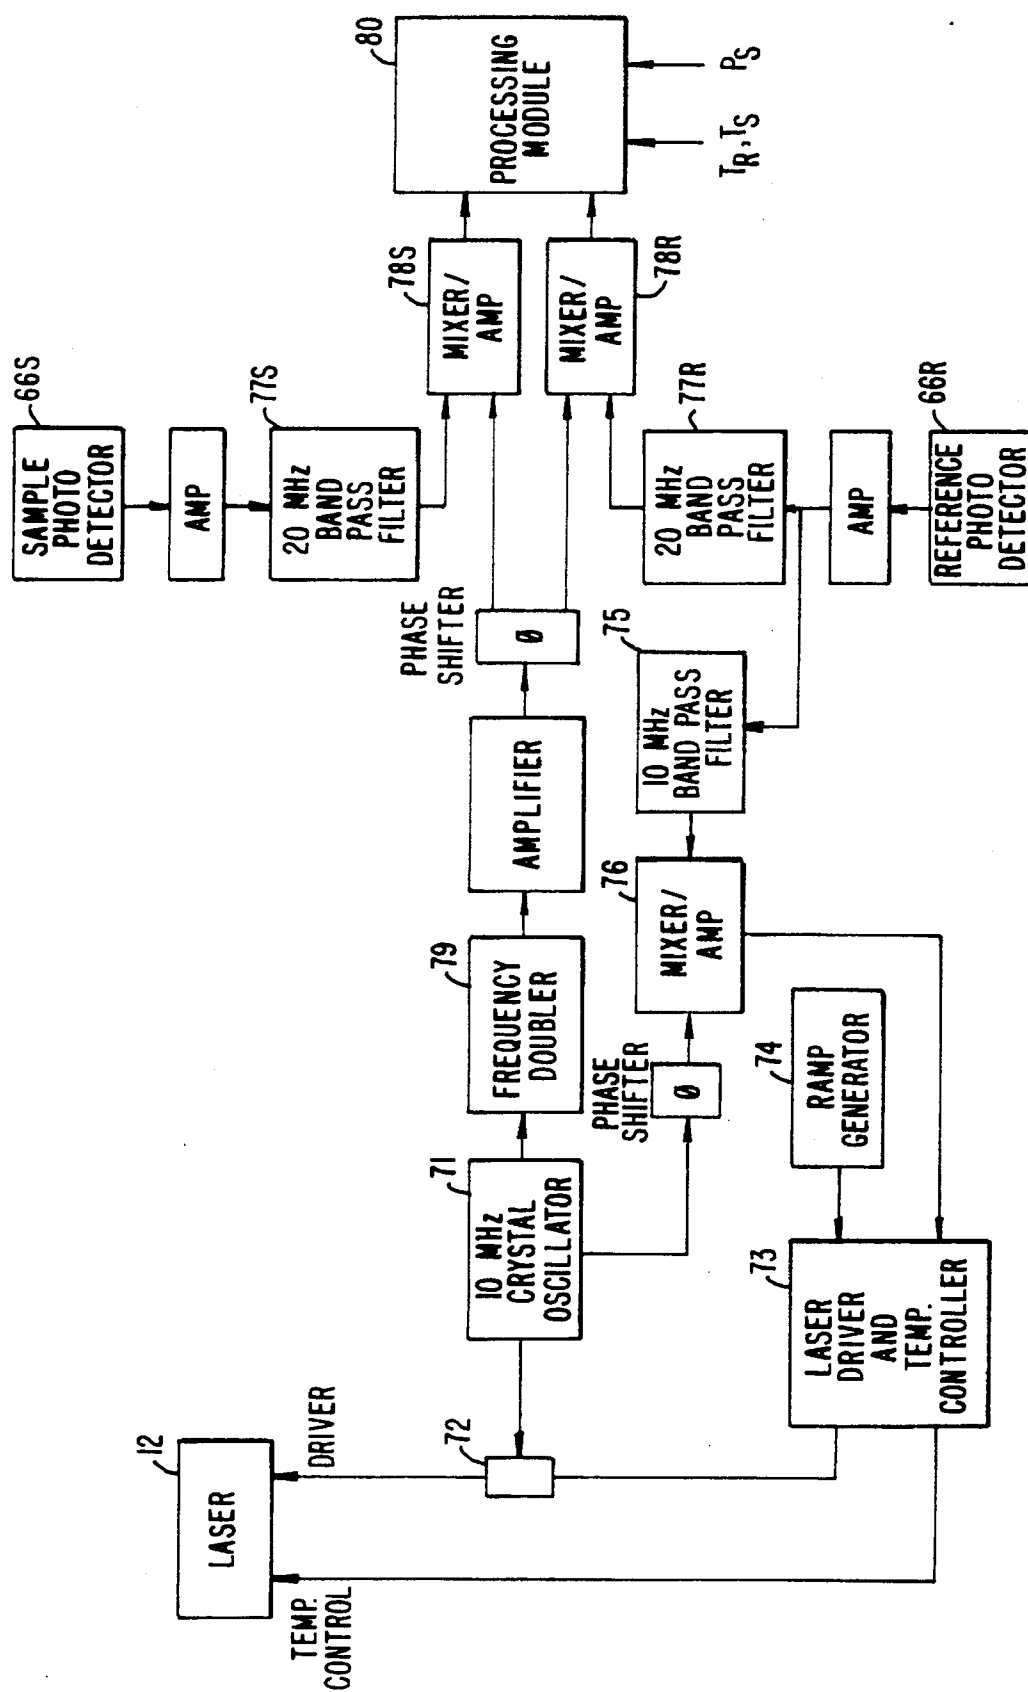 LASER
12
TEMP.
CONTROL
DRIVER
72
10 MHz
CRYSTAL
OSCILLATOR
71
FREQUENCY
DOUBLER
79
AMPLIFIER
PHASE
SHIFTER
Ø
SAMPLE
PHOTO
DETECTOR
66S
AMP
20 MHz
BAND
PASS
FILTER
77S
MIXER/
AMP
78S
PROCESSING
MODULE
80
TR, TS
PS
MIXER/
AMP
78R
20 MHz
BAND
PASS
FILTER
77R
AMP
REFERENCE
PHOTO
DETECTOR
66R
10 MHz
BAND PASS
FILTER
75
MIXER/
AMP
76
PHASE
SHIFTER
Ø
RAMP
GENERATOR
74
LASER
DRIVER
AND
TEMP.
CONTROLLER
73